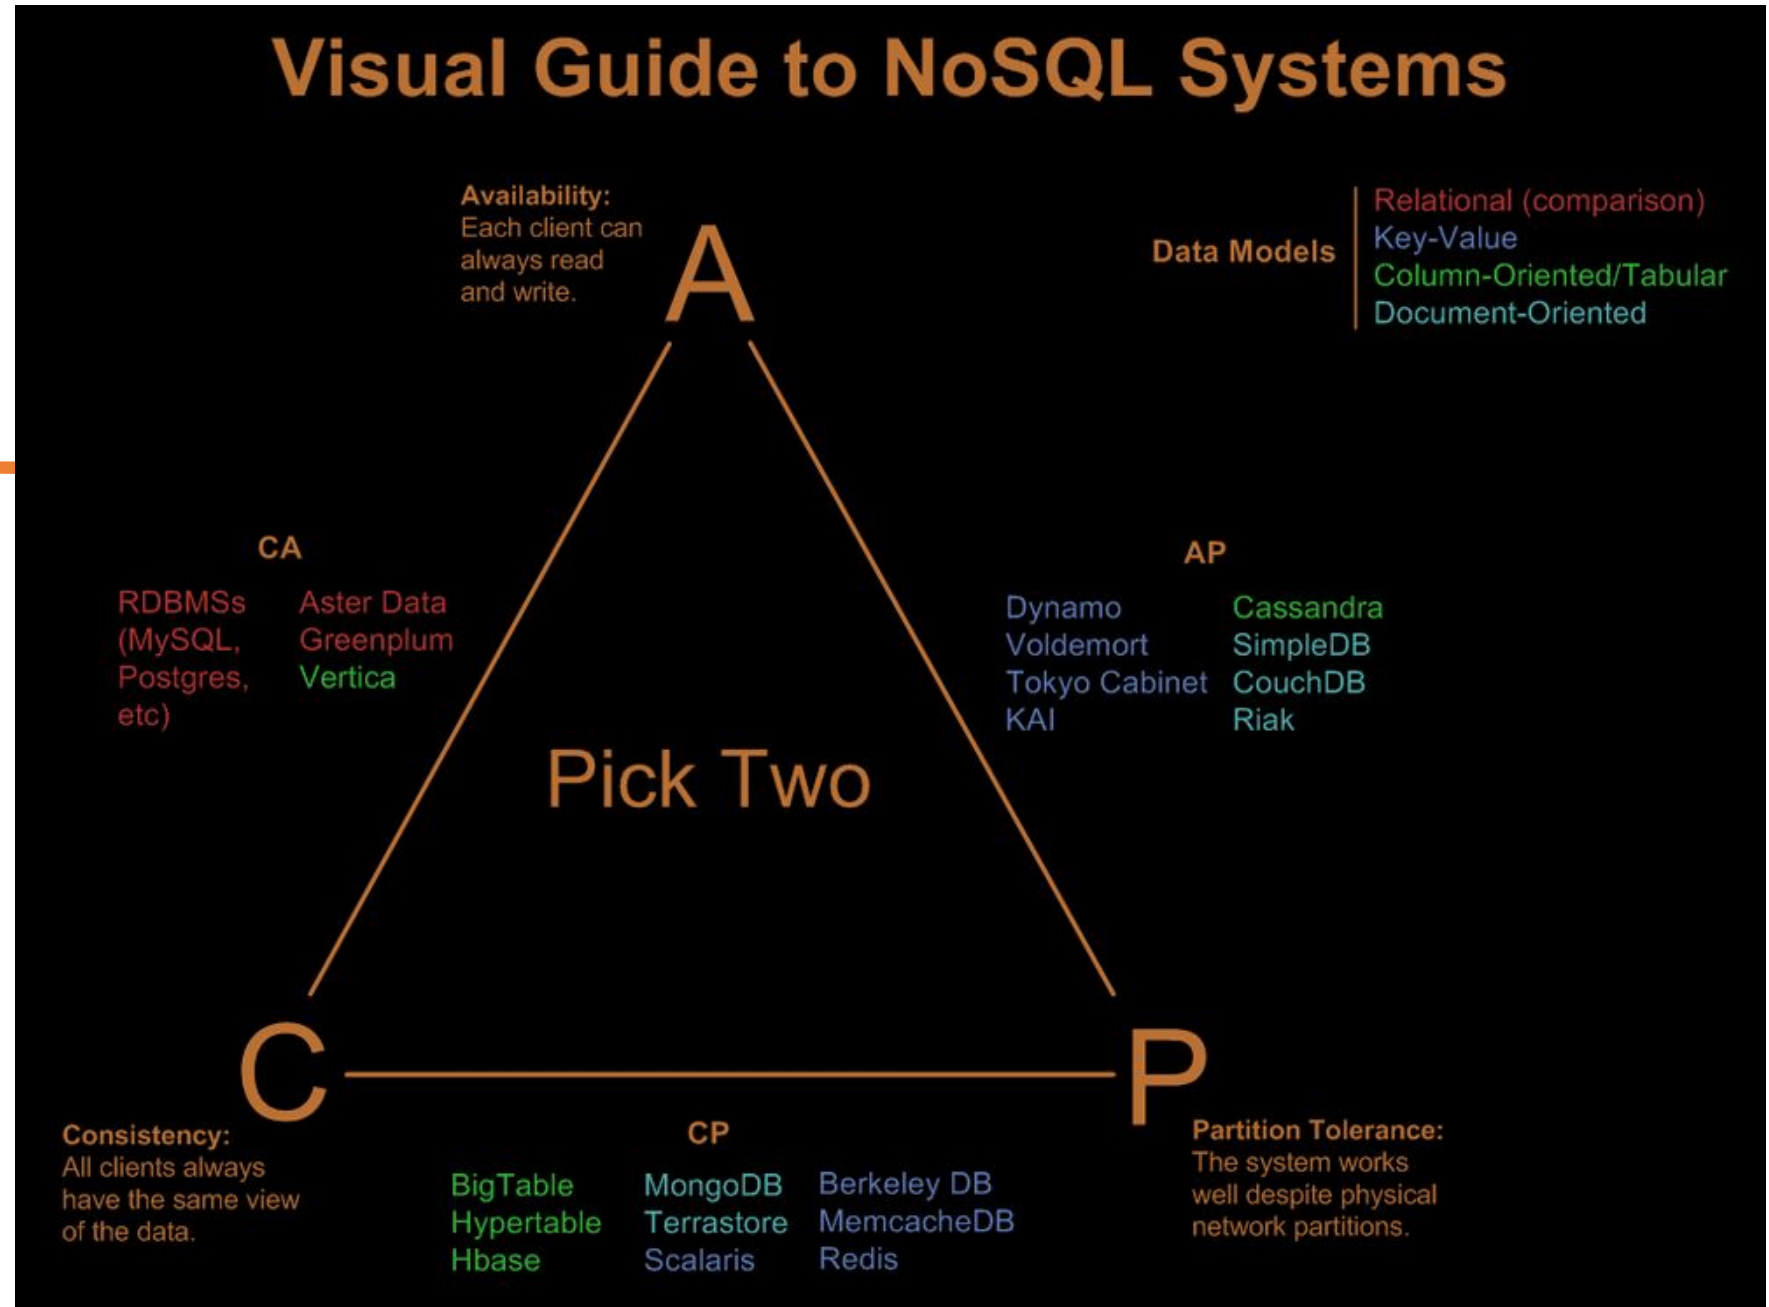 Visual Guide to NoSQL Systems
Availability:
Each client can
always read
and write.
A
Data Models
Relational (comparison)
Key-Value
Column-Oriented/Tabular
Document-Oriented
CA
RDBMSs
(MySQL,
Postgres,
etc)
Aster Data
Greenplum
Vertica
AP
Dynamo
Voldemort
Tokyo Cabinet
KAI
Cassandra
SimpleDB
CouchDB
Riak
Pick Two
C
P
Consistency:
All clients always
have the same view
of the data.
CP
BigTable
Hypertable
Hbase
MongoDB
Terrastore
Scalaris
Berkeley DB
MemcacheDB
Redis
Partition Tolerance:
The system works
well despite physical
network partitions.